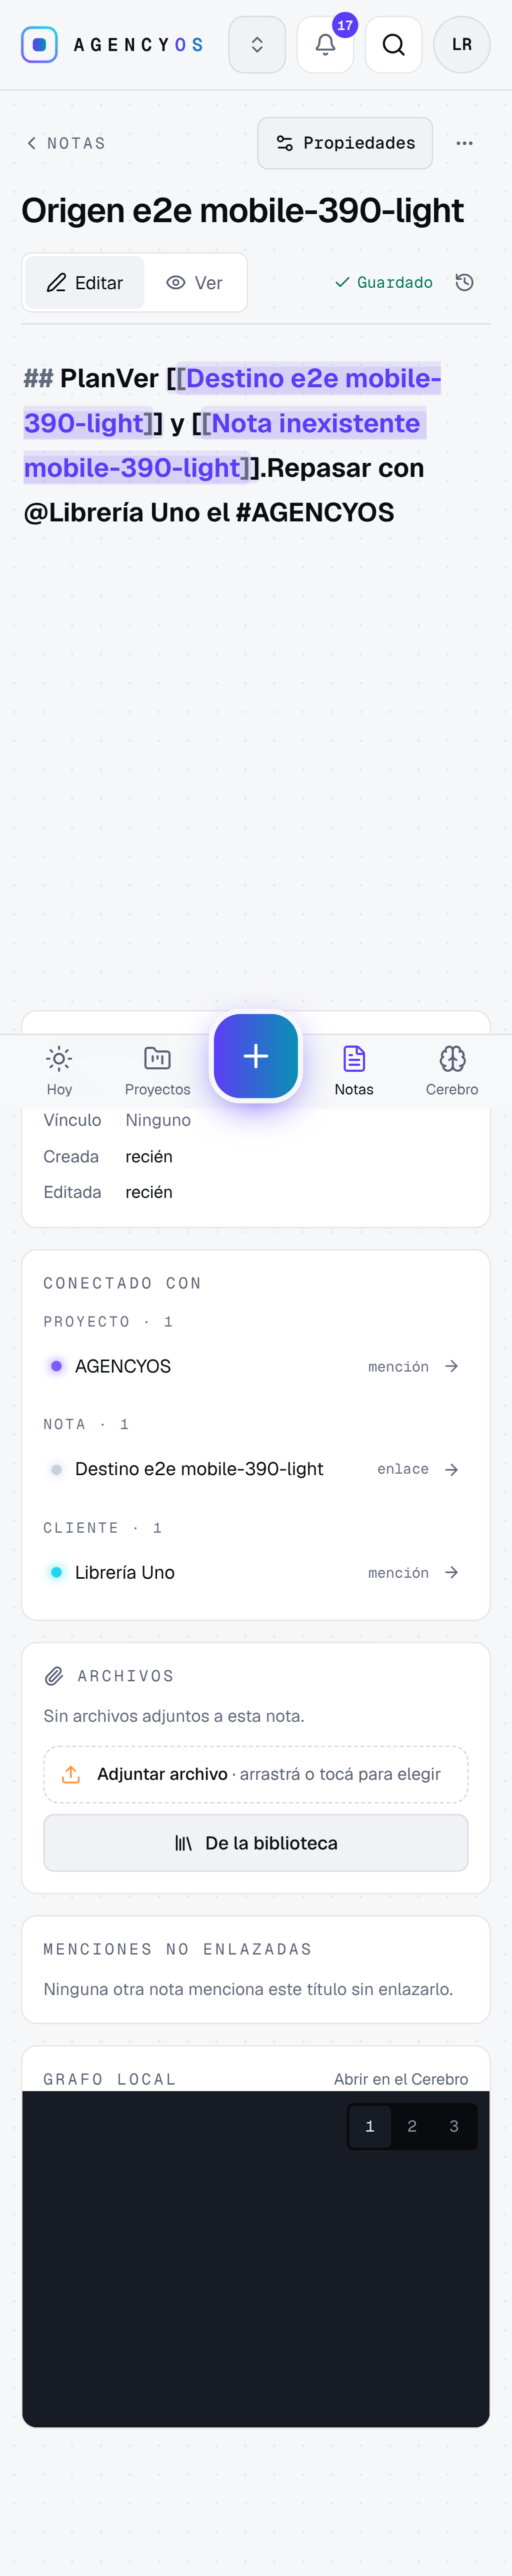 AGENCYOS
17
LR
NOTAS
Propiedades
Origen e2e mobile-390-light
Editar
Ver
Guardado
## PlanVer [[Destino e2e mobile-
390-light]] y [[Nota inexistente
mobile-390-light]].Repasar con
@Librería Uno el #AGENCYOS
Hoy
Proyectos
Notas
Cerebro
Vínculo Ninguno
Creada recién
Editada recién
CONECTADO CON
PROYECTO · 1
AGENCYOS mención
NOTA · 1
Destino e2e mobile-390-light enlace
CLIENTE · 1
Librería Uno mención
ARCHIVOS
Sin archivos adjuntos a esta nota.
Adjuntar archivo · arrastrá o tocá para elegir
De la biblioteca
MENCIONES NO ENLAZADAS
Ninguna otra nota menciona este título sin enlazarlo.
GRAFO LOCAL Abrir en el Cerebro
1 2 3